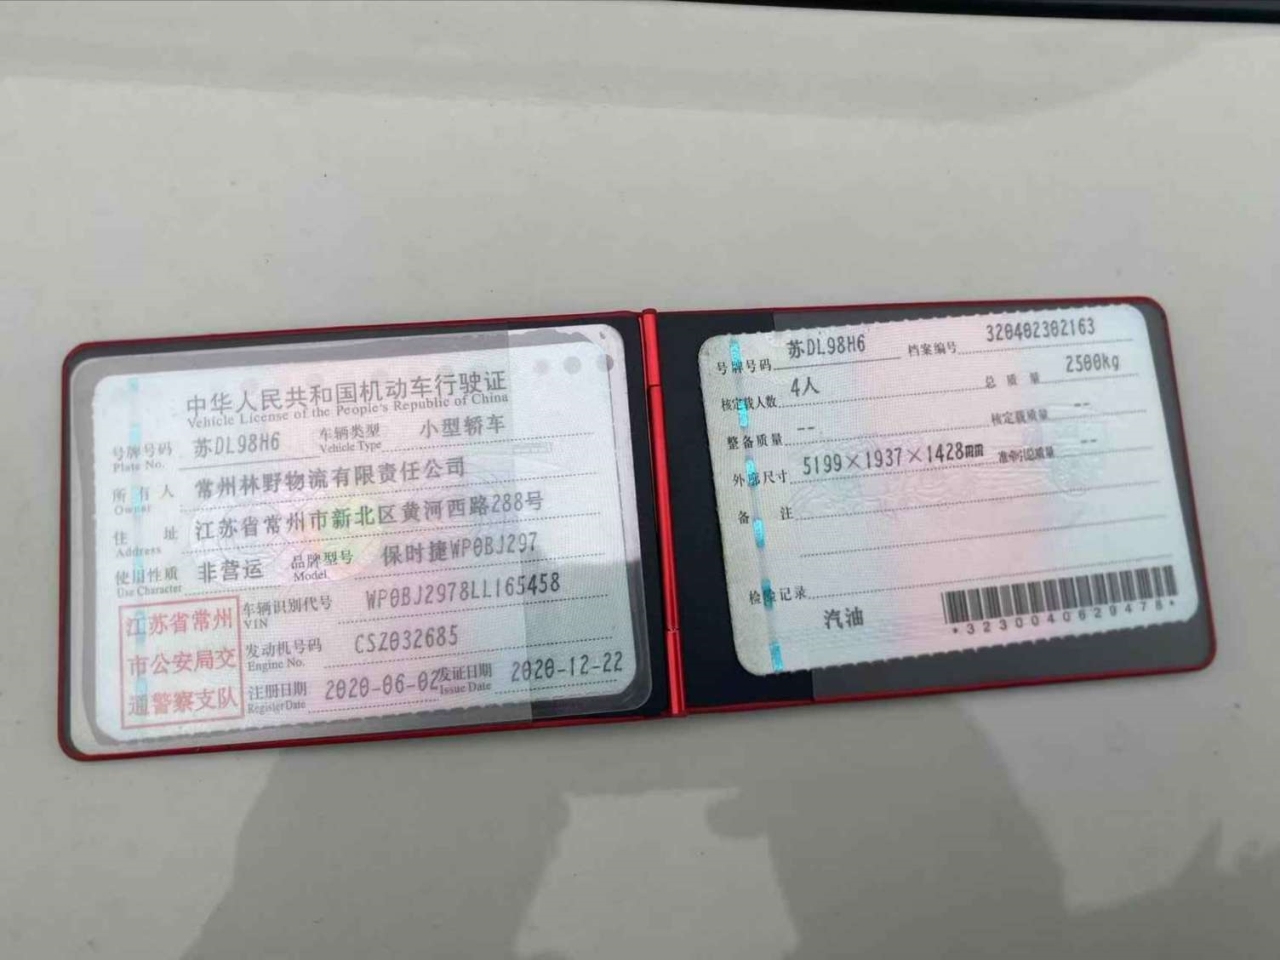 中华人民共和国机动车行驶证
Vehicle License of the People's Republic of China
号牌号码 苏DL98H6 车辆类型 小型轿车
Plate No. Vehicle Type
所有人 常州林野物流有限责任公司
Owner
住址 江苏省常州市新北区黄河西路288号
Address
使用性质 非营运 品牌型号 保时捷WP0BJ297
Use Character Model
江苏省常州
市公安局交
通警察支队
车辆识别代号 WP0BJ2978LL165458
VIN
发动机号码 CSZ032685
Engine No.
注册日期 2020-06-02 发证日期 2020-12-22
Register Date Issue Date
号牌号码 苏DL98H6 档案编号 320402302163
核定载人数 4人 总质量 2500kg
整备质量 -- 核定载质量 --
外廓尺寸 5199×1937×1428mm 准牵引总质量 --
备注
检验记录
汽油
*3230040629478*